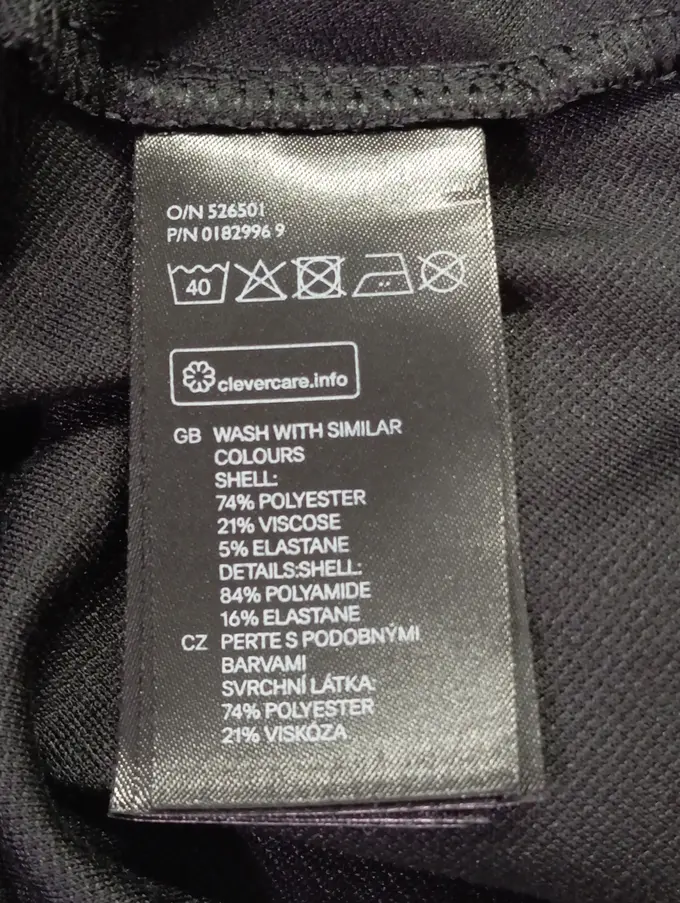 O/N 526501
P/N 0182996 9
40
clevercare.info
GB WASH WITH SIMILAR
COLOURS
SHELL:
74% POLYESTER
21% VISCOSE
5% ELASTANE
DETAILS:SHELL:
84% POLYAMIDE
16% ELASTANE
CZ PERTE S PODOBNÝMI
BARVAMI
SVRCHNÍ LÁTKA:
74% POLYESTER
21% VISKÓZA